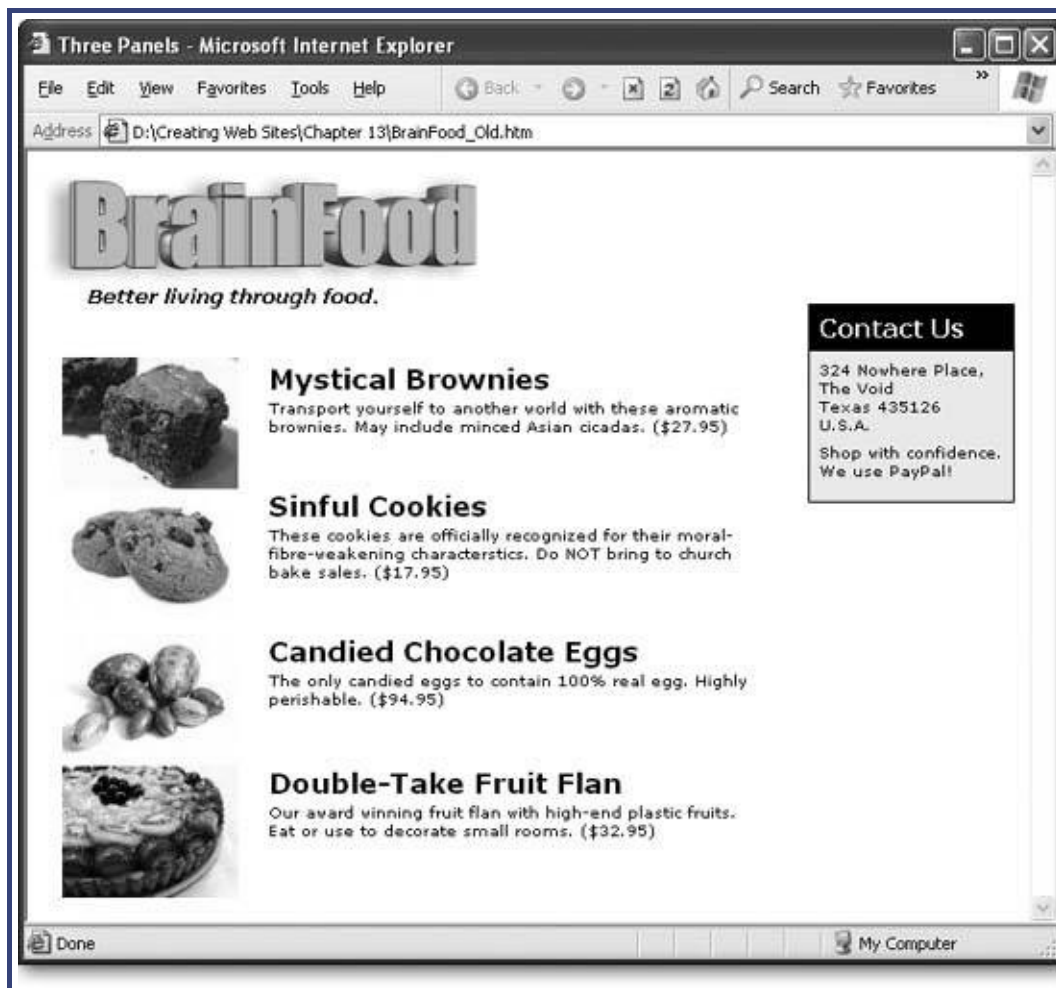 Three Panels - Microsoft Internet Explorer
File Edit View Favorites Tools Help Back Search Favorites »
Address D:\Creating Web Sites\Chapter 13\BrainFood_Old.htm
BrainFood
Better living through food.
Contact Us
324 Nowhere Place,
The Void
Texas 435126
U.S.A.
Shop with confidence.
We use PayPal!
Mystical Brownies
Transport yourself to another world with these aromatic
brownies. May include minced Asian cicadas. ($27.95)
Sinful Cookies
These cookies are officially recognized for their moral-
fibre-weakening characterstics. Do NOT bring to church
bake sales. ($17.95)
Candied Chocolate Eggs
The only candied eggs to contain 100% real egg. Highly
perishable. ($94.95)
Double-Take Fruit Flan
Our award winning fruit flan with high-end plastic fruits.
Eat or use to decorate small rooms. ($32.95)
Done My Computer